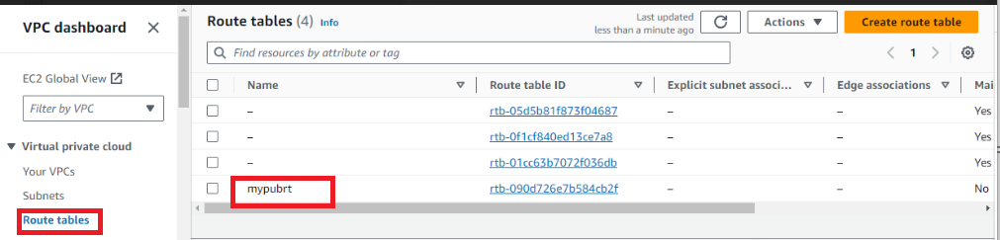 VPC dashboard
EC2 Global View
Filter by VPC
Virtual private cloud
Your VPCs
Subnets
Route tables
Route tables (4) Info
Last updated
less than a minute ago
Actions
Create route table
Find resources by attribute or tag
1
Name Route table ID Explicit subnet associ... Edge associations Mai
– rtb-05d5b81f873f04687 – – Yes
– rtb-0f1cf840ed13ce7a8 – – Yes
– rtb-01cc63b7072f036db – – Yes
mypubrt rtb-090d726e7b584cb2f – – No